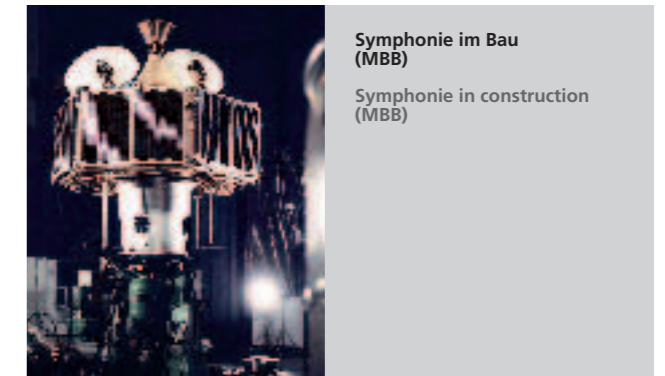 Symphonie im Bau
(MBB)
Symphonie in construction
(MBB)